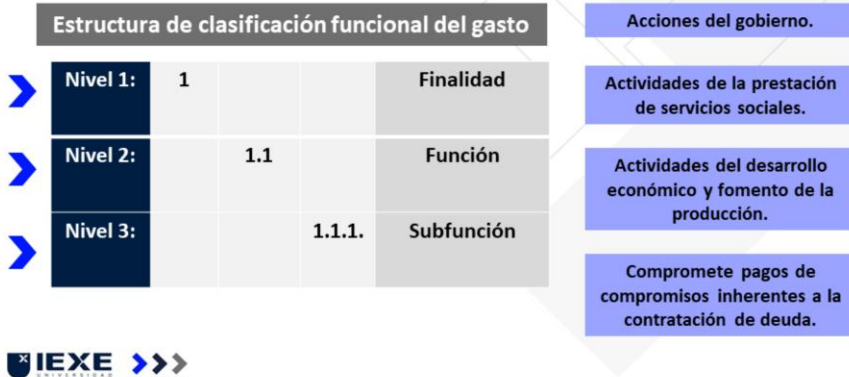 Estructura de clasificación funcional del gasto
Nivel 1: 1 Finalidad
Nivel 2: 1.1 Función
Nivel 3: 1.1.1. Subfunción
Acciones del gobierno.
Actividades de la prestación
de servicios sociales.
Actividades del desarrollo
económico y fomento de la
producción.
Compromete pagos de
compromisos inherentes a la
contratación de deuda.
IEXE
UNIVERSIDAD